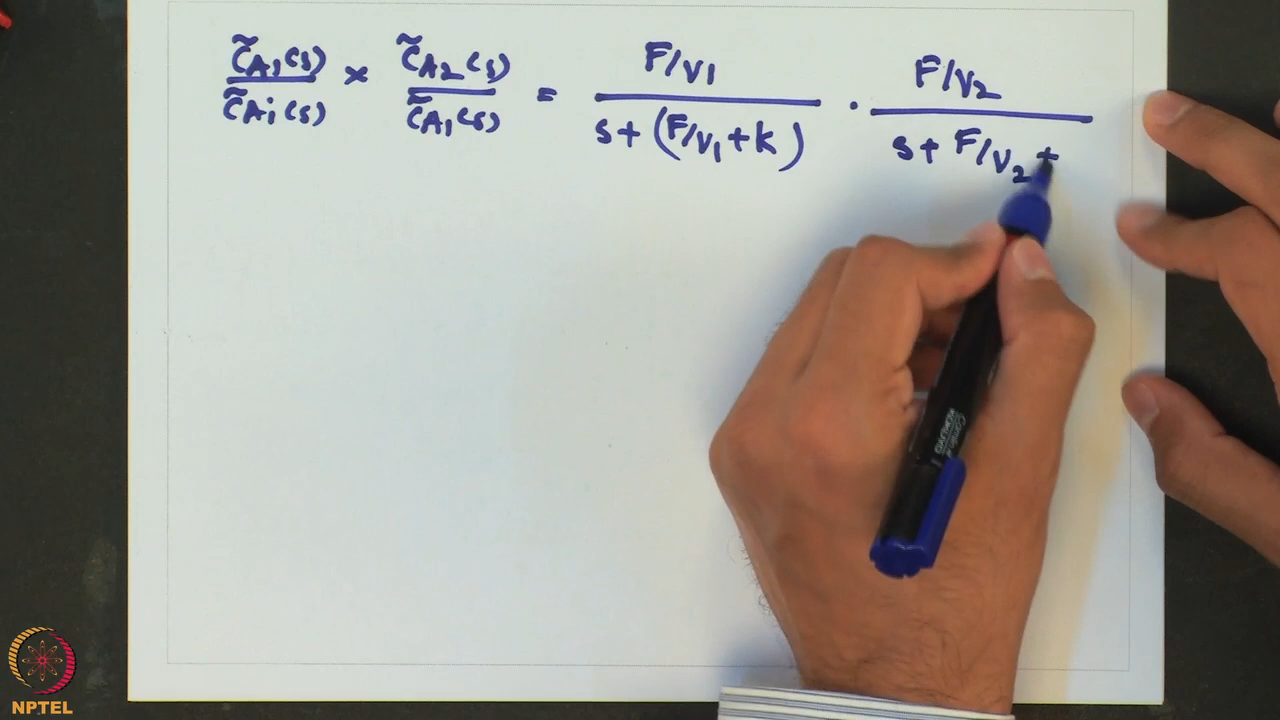 C̃A1(s) / C̃Ai(s) × C̃A2(s) / C̃A1(s) = F/V1 / s+(F/V1+k) · F/V2 / s+F/V2+
NPTEL